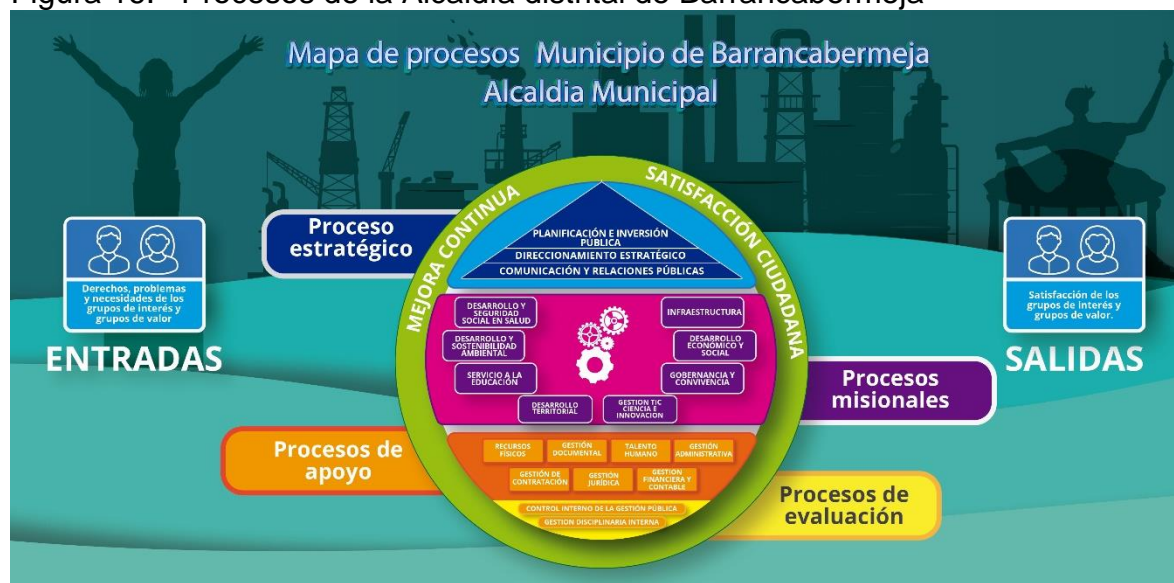 Figura 10. Procesos de la Alcaldía distrital de Barrancabermeja
Mapa de procesos Municipio de Barrancabermeja
Alcaldia Municipal
MEJORA CONTINUA
SATISFACCIÓN CIUDADANA
Proceso
estratégico
PLANIFICACIÓN E INVERSIÓN
PÚBLICA
DIRECCIONAMIENTO ESTRATÉGICO
COMUNICACIÓN Y RELACIONES PÚBLICAS
Derechos, problemas
y necesidades de los
grupos de interés y
grupos de valor
ENTRADAS
Satisfacción de los
grupos de interés y
grupos de valor.
SALIDAS
DESARROLLO Y
SEGURIDAD
SOCIAL EN SALUD
INFRAESTRUCTURA
DESARROLLO Y
SOSTENIBILIDAD
AMBIENTAL
DESARROLLO
ECONÓMICO Y
SOCIAL
SERVICIO A LA
EDUCACIÓN
GOBERNANCIA Y
CONVIVENCIA
DESARROLLO
TERRITORIAL
GESTION TIC
CIENCIA E
INNOVACION
Procesos
misionales
Procesos de
apoyo
RECURSOS
FÍSICOS
GESTIÓN
DOCUMENTAL
TALENTO
HUMANO
GESTIÓN
ADMINISTRATIVA
GESTIÓN DE
CONTRATACIÓN
GESTIÓN
JURÍDICA
GESTION
FINANCIERA Y
CONTABLE
CONTROL INTERNO DE LA GESTIÓN PÚBLICA
GESTION DISCIPLINARIA INTERNA
Procesos de
evaluación